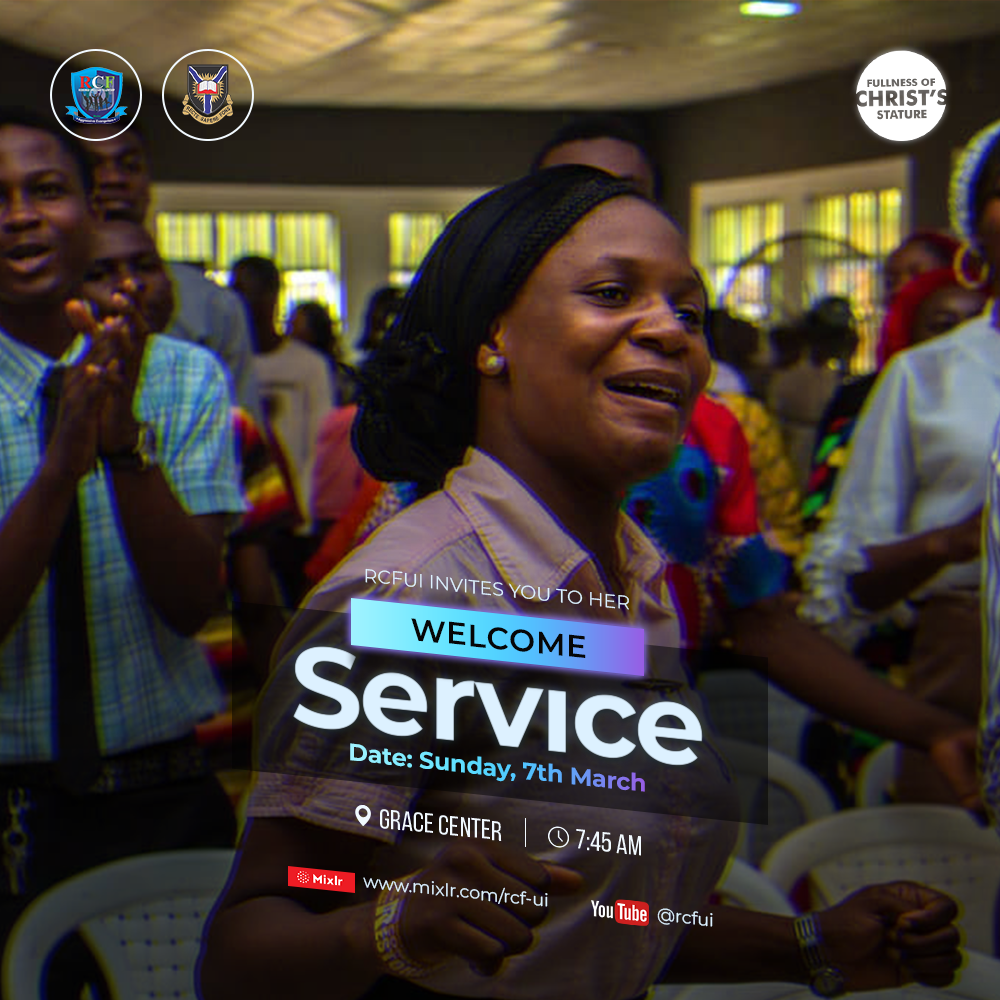 RCF
FULLNESS OF
CHRIST'S
STATURE
RCFUI INVITES YOU TO HER
WELCOME
Service
Date: Sunday, 7th March
GRACE CENTER
7:45 AM
Mixlr www.mixlr.com/rcf-ui
YouTube @rcfui